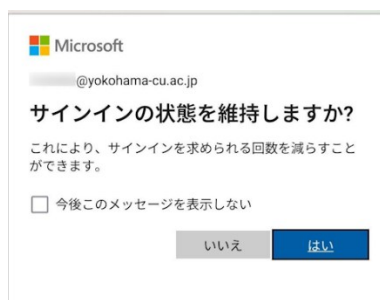 Microsoft
@yokohama-cu.ac.jp
サインインの状態を維持しますか?
これにより、サインインを求められる回数を減らすこと
ができます。
今後このメッセージを表示しない
いいえ
はい